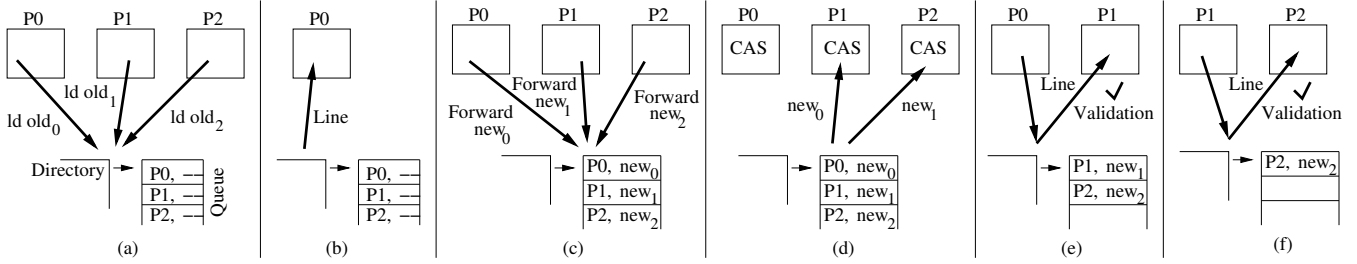 P0 P1 P2
ld old0 ld old1 ld old2
Directory
P0, --
P1, --
P2, --
Queue
(a)
P0
Line
P0, --
P1, --
P2, --
(b)
P0 P1 P2
Forward new0
Forward new1
Forward new2
P0, new0
P1, new1
P2, new2
(c)
P0 P1 P2
CAS CAS CAS
new0 new1
P0, new0
P1, new1
P2, new2
(d)
P0 P1
Line
✓
Validation
P1, new1
P2, new2
(e)
P1 P2
Line
✓
Validation
P2, new2
(f)